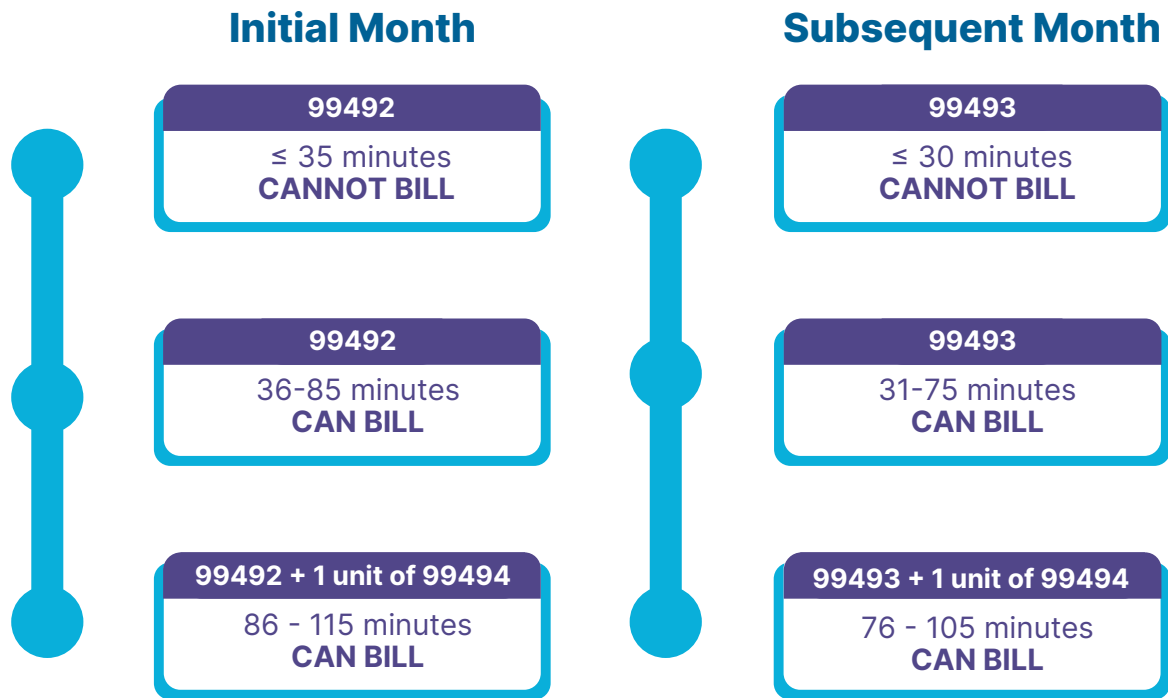 Initial Month
99492
≤ 35 minutes
CANNOT BILL
99492
36-85 minutes
CAN BILL
99492 + 1 unit of 99494
86 - 115 minutes
CAN BILL
Subsequent Month
99493
≤ 30 minutes
CANNOT BILL
99493
31-75 minutes
CAN BILL
99493 + 1 unit of 99494
76 - 105 minutes
CAN BILL